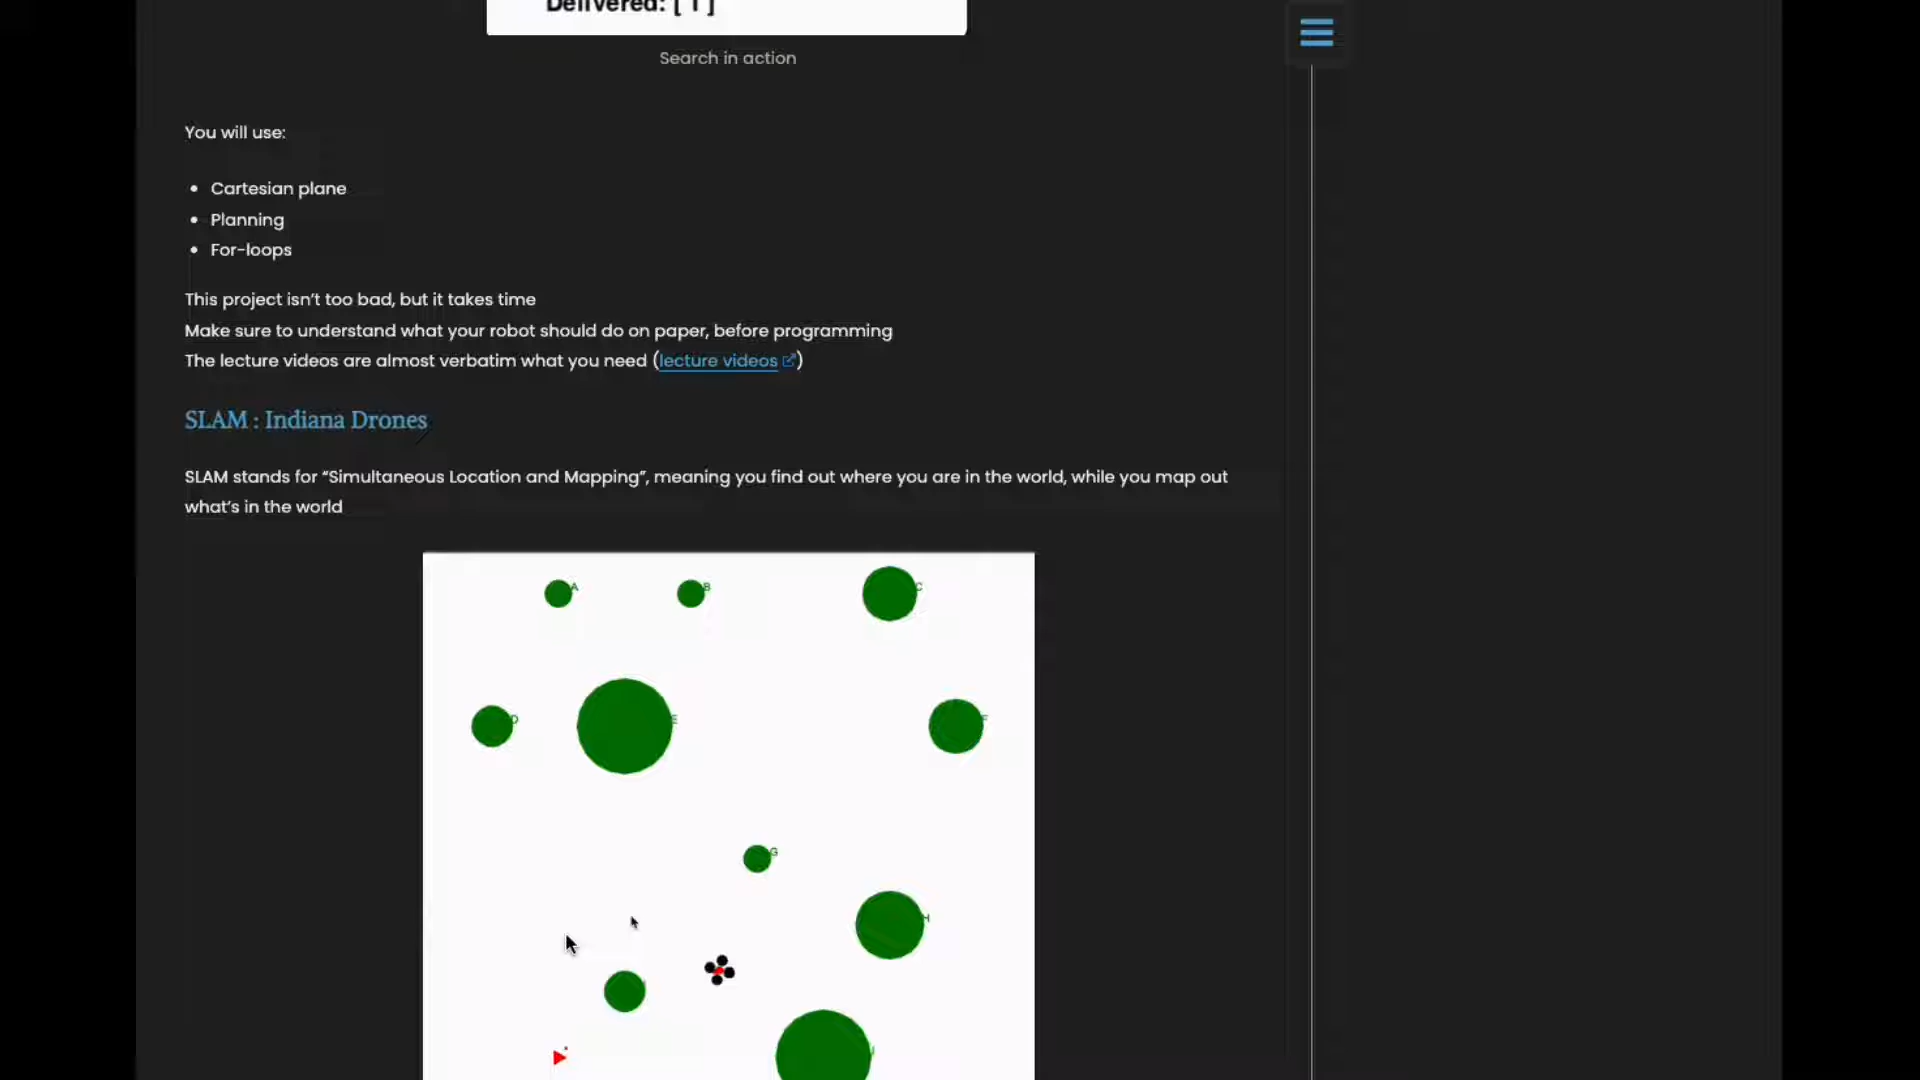 Delivered: [ 1 ]
Search in action
You will use:
Cartesian plane
Planning
For-loops
This project isn't too bad, but it takes time
Make sure to understand what your robot should do on paper, before programming
The lecture videos are almost verbatim what you need (lecture videos)
SLAM : Indiana Drones
SLAM stands for “Simultaneous Location and Mapping”, meaning you find out where you are in the world, while you map out
what's in the world
A
B
C
D
E
F
G
H